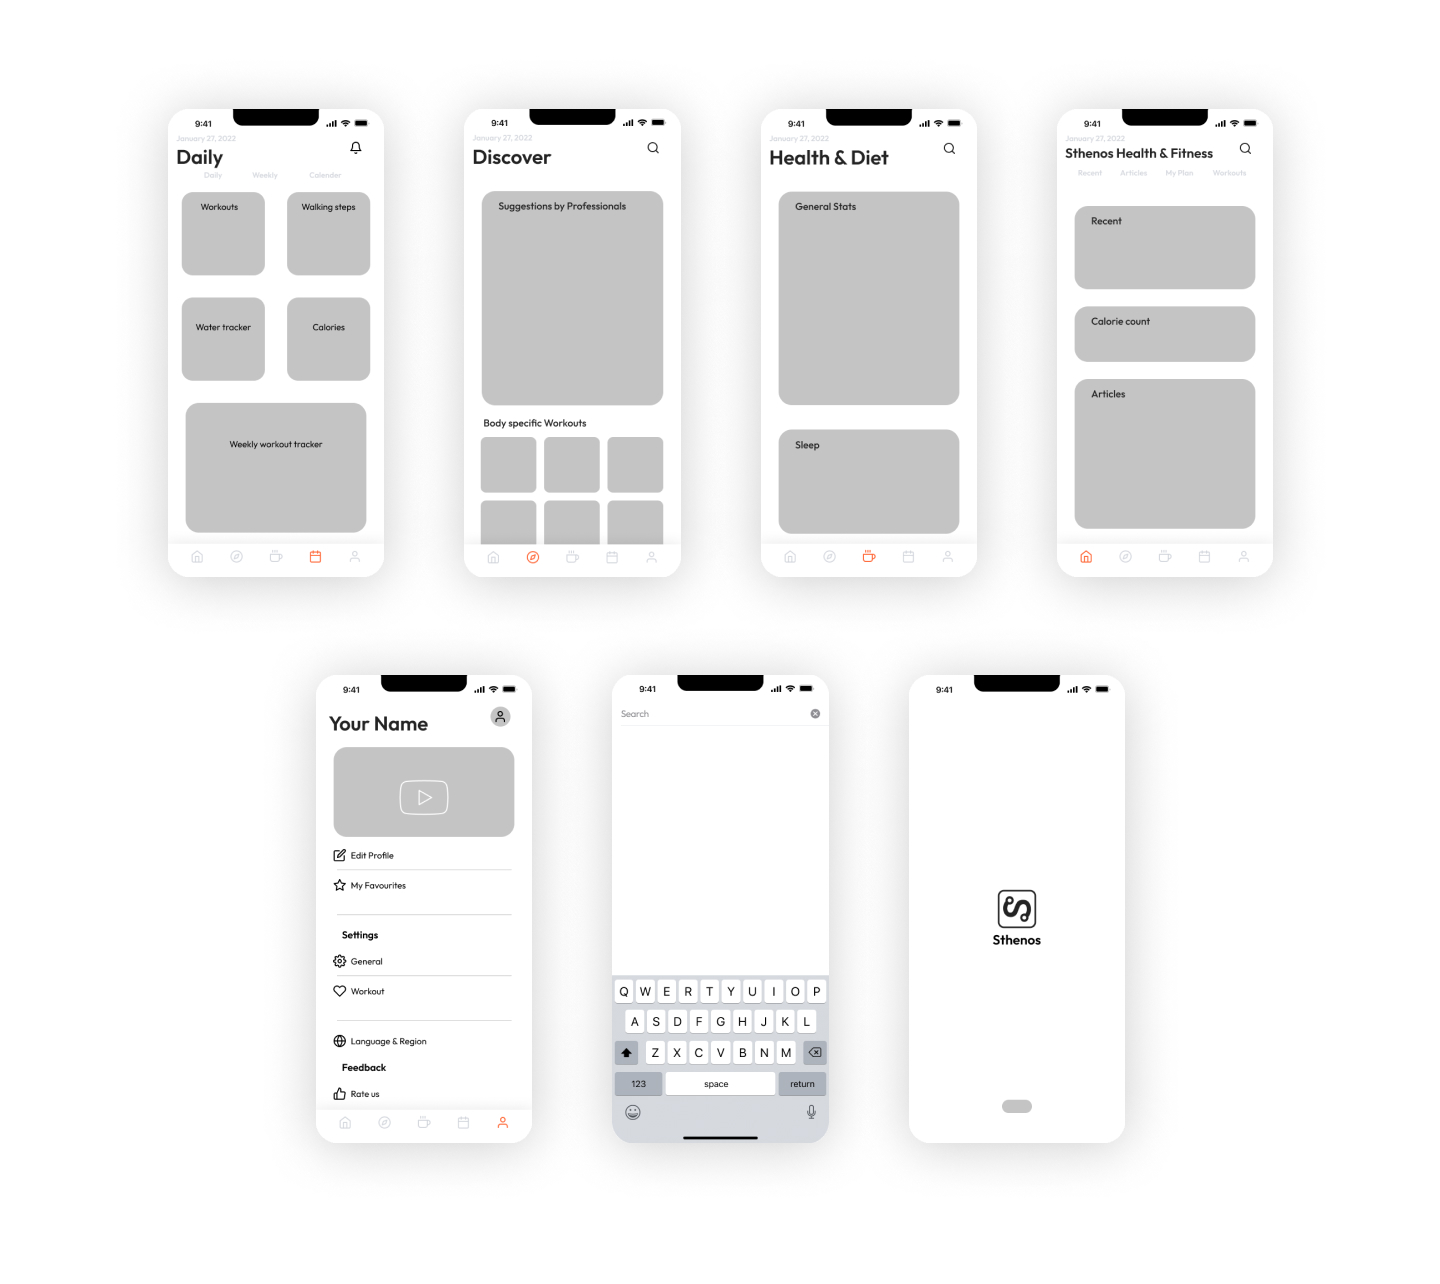 9:41
January 27, 2022
Daily
Daily Weekly Calender
Workouts Walking steps
Water tracker Calories
Weekly workout tracker
9:41
January 27, 2022
Discover
Suggestions by Professionals
Body specific Workouts
9:41
January 27, 2022
Health & Diet
General Stats
Sleep
9:41
January 27, 2022
Sthenos Health & Fitness
Recent Articles My Plan Workouts
Recent
Calorie count
Articles
9:41
Your Name
Edit Profile
My Favourites
Settings
General
Workout
Language & Region
Feedback
Rate us
9:41
Search
Q W E R T Y U I O P
A S D F G H J K L
Z X C V B N M
123 space return
9:41
Sthenos